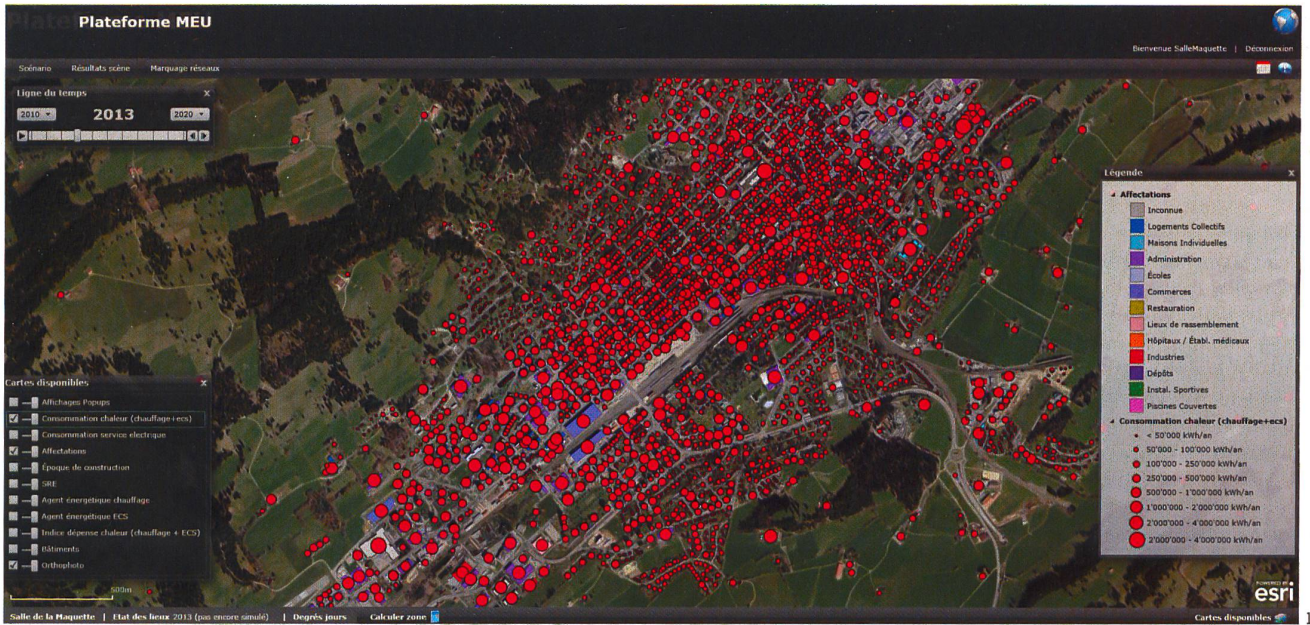 Plateforme MEU
Bienvenue SalleMaquette | Déconnexion
Scénario Résultats scène Marquage réseaux
Ligne du temps x
2010 2013 2020
Légende x
Affectations
Inconnue
Logements Collectifs
Maisons Individuelles
Administration
Écoles
Commerces
Restauration
Lieux de rassemblement
Hôpitaux / Établ. médicaux
Industries
Dépôts
Instal. Sportives
Piscines Couvertes
Consommation chaleur (chauffage+ecs)
< 50'000 kWh/an
50'000 - 100'000 kWh/an
100'000 - 250'000 kWh/an
250'000 - 500'000 kWh/an
500'000 - 1'000'000 kWh/an
1'000'000 - 2'000'000 kWh/an
2'000'000 - 4'000'000 kWh/an
2'000'000 - 4'000'000 kWh/an
Cartes disponibles x
Affichages Popups
Consommation chaleur (chauffage+ecs)
Consommation service électrique
Affectations
Époque de construction
SRE
Agent énergétique chauffage
Agent énergétique ECS
Indice dépense chaleur (chauffage + ECS)
Bâtiments
Orthophoto
500m
POWERED BY
esri
Salle de la Maquette | Etat des lieux 2013 (pas encore simulé) | Degrés jours Calculer zone
Cartes disponibles